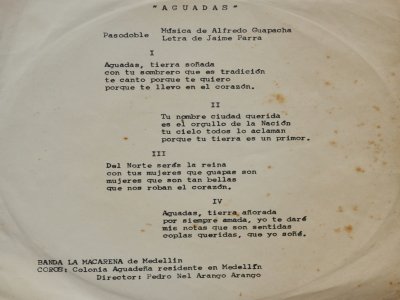 "AGUADAS"
Música de Alfredo Guapacha
Pasodoble Letra de Jaime Parra
I
Aguadas, tierra soñada
con tu sombrero que es tradición
te canto porque te quiero
porque te llevo en el corazón.
II
Tu nombre ciudad querida
es el orgullo de la Nación
tu cielo todos lo aclaman
porque tu tierra es un primor.
III
Del Norte serás la reina
con tus mujeres que guapas son
mujeres que son tan bellas
que nos roban el corazón.
IV
Aguadas, tierra añorada
por siempre amada, yo te daré
mis notas que son sentidas
coplas queridas, que yo soñé.
BANDA LA MACARENA de Medellín
COROS: Colonia Aguadeña residente en Medellín
Director: Pedro Nel Arango Arango